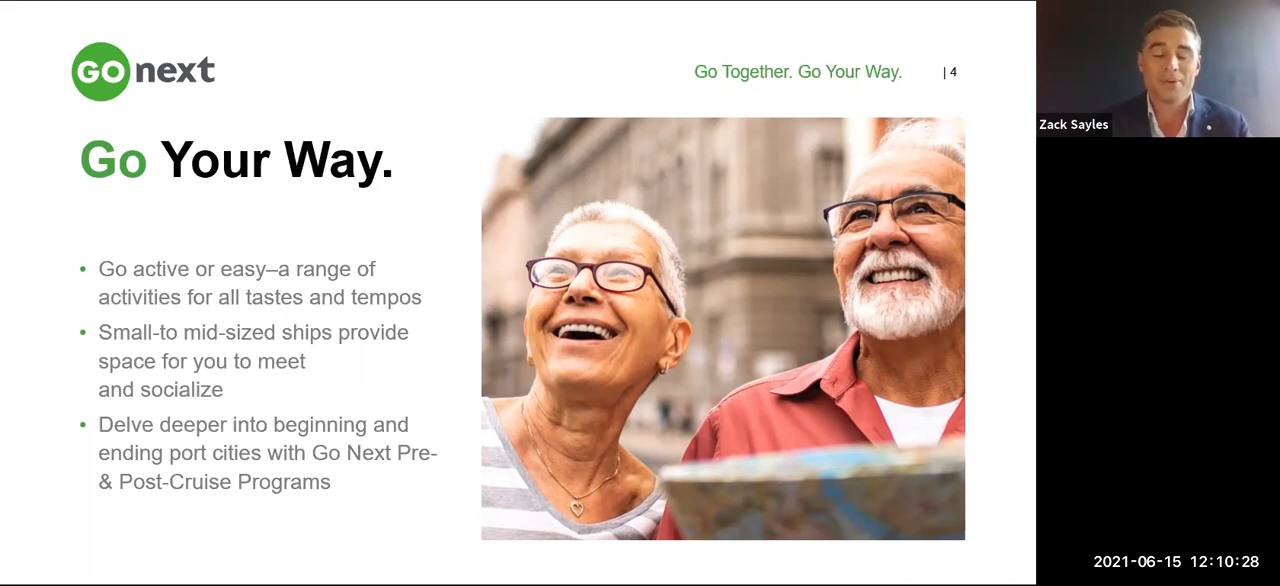 GO next
Go Together. Go Your Way.
| 4
Go Your Way.
• Go active or easy–a range of
activities for all tastes and tempos
• Small-to mid-sized ships provide
space for you to meet
and socialize
• Delve deeper into beginning and
ending port cities with Go Next Pre-
& Post-Cruise Programs
Zack Sayles
2021-06-15 12:10:28